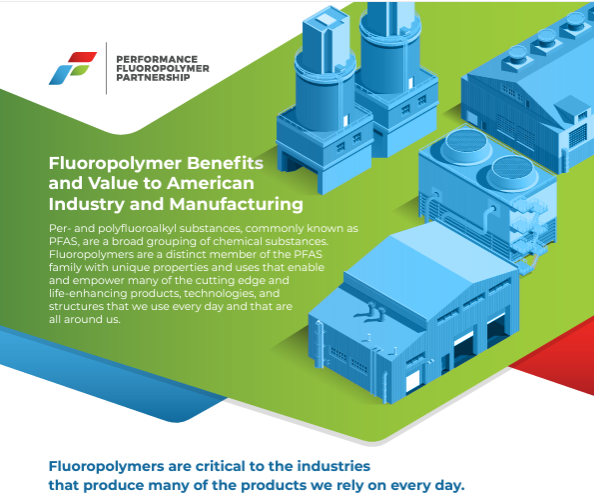 PERFORMANCE
FLUOROPOLYMER
PARTNERSHIP
Fluoropolymer Benefits
and Value to American
Industry and Manufacturing
Per- and polyfluoroalkyl substances, commonly known as
PFAS, are a broad grouping of chemical substances.
Fluoropolymers are a distinct member of the PFAS
family with unique properties and uses that enable
and empower many of the cutting edge and
life-enhancing products, technologies, and
structures that we use every day and that are
all around us.
Fluoropolymers are critical to the industries
that produce many of the products we rely on every day.